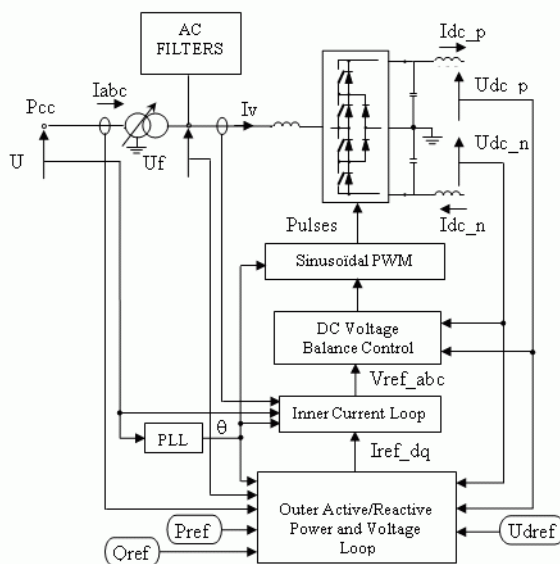 AC
FILTERS
Idc_p
Iabc
Pcc
Iv
Udc_p
U
Uf
Udc_n
Idc_n
Pulses
Sinusoïdal PWM
DC Voltage
Balance Control
Vref_abc
Inner Current Loop
PLL
θ
Iref_dq
Outer Active/Reactive
Power and Voltage
Loop
Pref
Udref
Qref